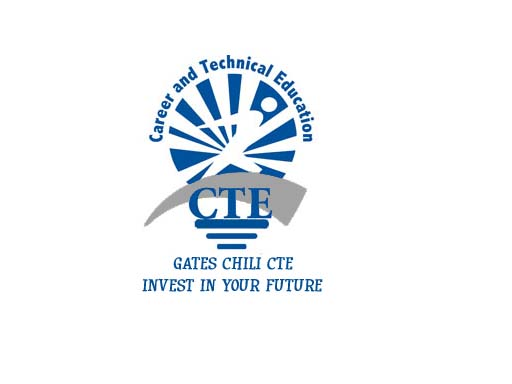 Career and Technical Education
CTE
GATES CHILI CTE
INVEST IN YOUR FUTURE